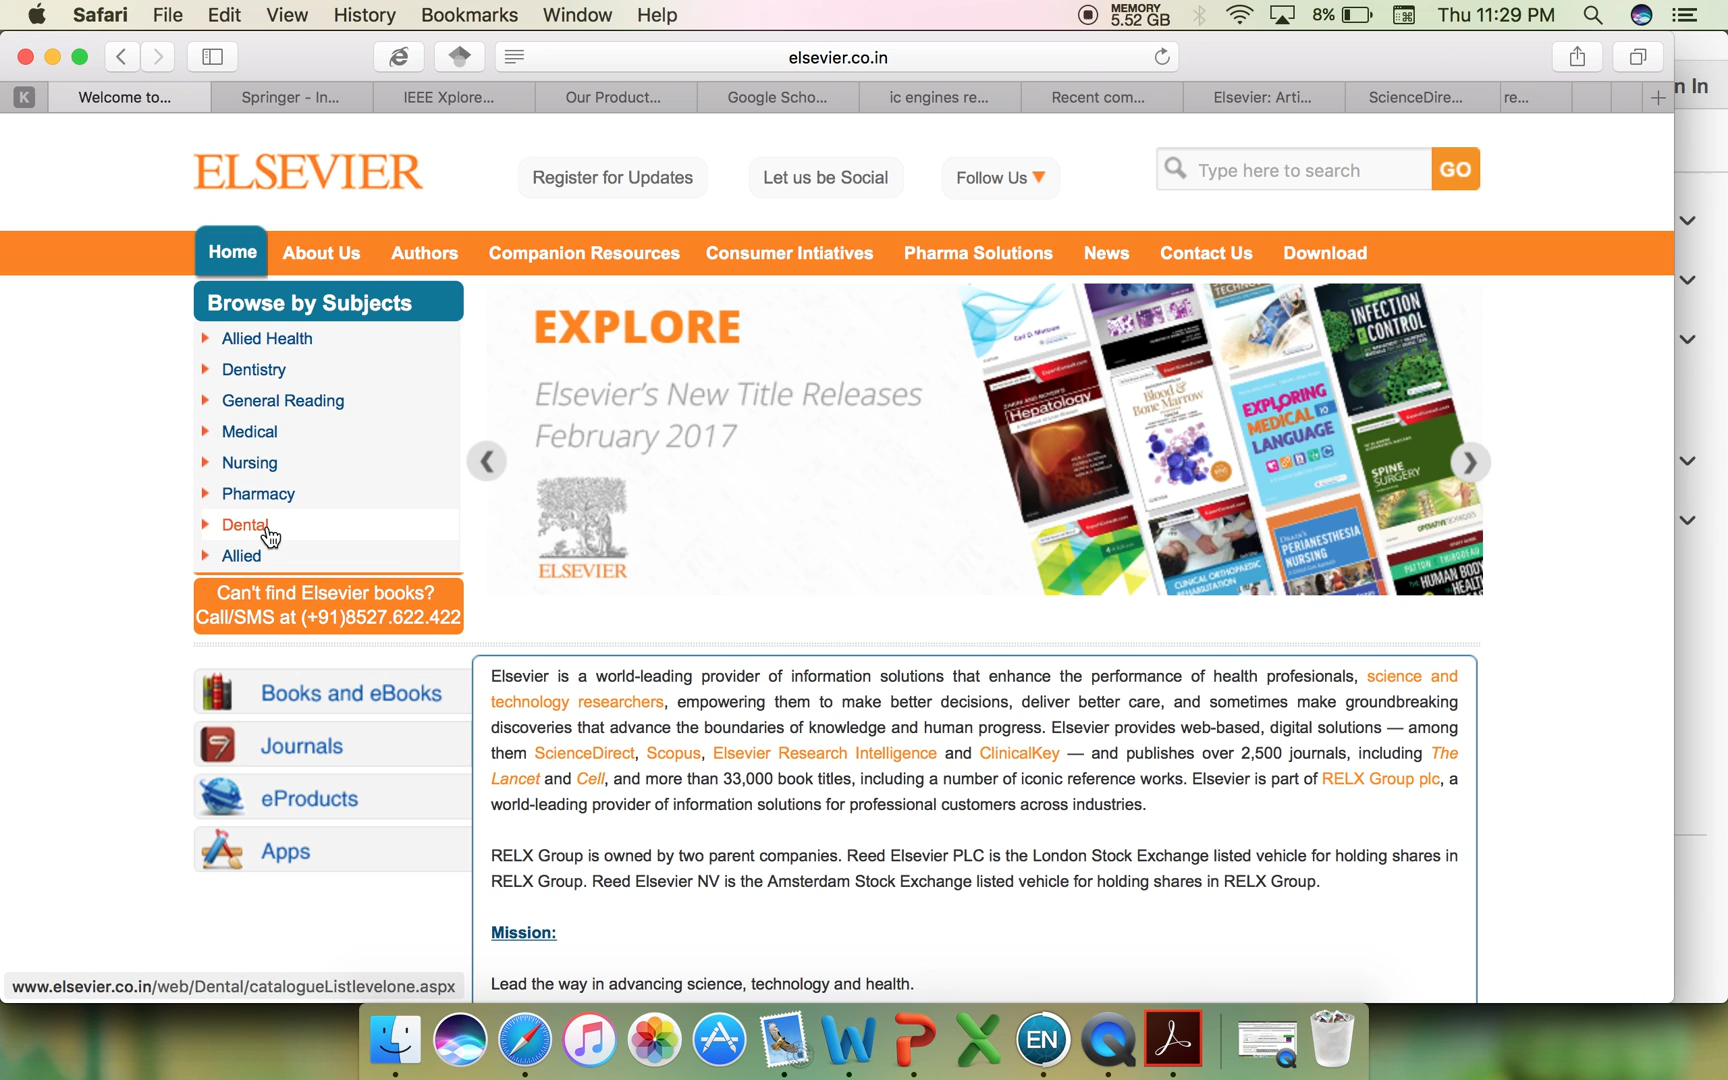 Safari File Edit View History Bookmarks Window Help MEMORY 5.52 GB 8% Thu 11:29 PM
elsevier.co.in
K Welcome to... Springer - In... IEEE Xplore... Our Product... Google Scho... ic engines re... Recent com... Elsevier: Arti... ScienceDire... re... +
n In
ELSEVIER Register for Updates Let us be Social Follow Us Type here to search GO
Home About Us Authors Companion Resources Consumer Intiatives Pharma Solutions News Contact Us Download
Browse by Subjects
Allied Health
Dentistry
General Reading
Medical
Nursing
Pharmacy
Dental
Allied
Can't find Elsevier books?
Call/SMS at (+91)8527.622.422
EXPLORE
Elsevier's New Title Releases
February 2017
ELSEVIER
INFECTION
CONTROL
Hepatology
Blood &
Bone Marrow
EXPLORING
MEDICAL
LANGUAGE
SPINE
SURGERY
CLINICAL ORTHOPAEDIC
REHABILITATION
PERIANESTHESIA
NURSING
PATTON THIBODEAU
THE HUMAN BODY
Books and eBooks
Journals
eProducts
Apps
Elsevier is a world-leading provider of information solutions that enhance the performance of health profesionals, science and
technology researchers, empowering them to make better decisions, deliver better care, and sometimes make groundbreaking
discoveries that advance the boundaries of knowledge and human progress. Elsevier provides web-based, digital solutions — among
them ScienceDirect, Scopus, Elsevier Research Intelligence and ClinicalKey — and publishes over 2,500 journals, including The
Lancet and Cell, and more than 33,000 book titles, including a number of iconic reference works. Elsevier is part of RELX Group plc, a
world-leading provider of information solutions for professional customers across industries.
RELX Group is owned by two parent companies. Reed Elsevier PLC is the London Stock Exchange listed vehicle for holding shares in
RELX Group. Reed Elsevier NV is the Amsterdam Stock Exchange listed vehicle for holding shares in RELX Group.
Mission:
Lead the way in advancing science, technology and health.
www.elsevier.co.in/web/Dental/catalogueListlevelone.aspx
EN